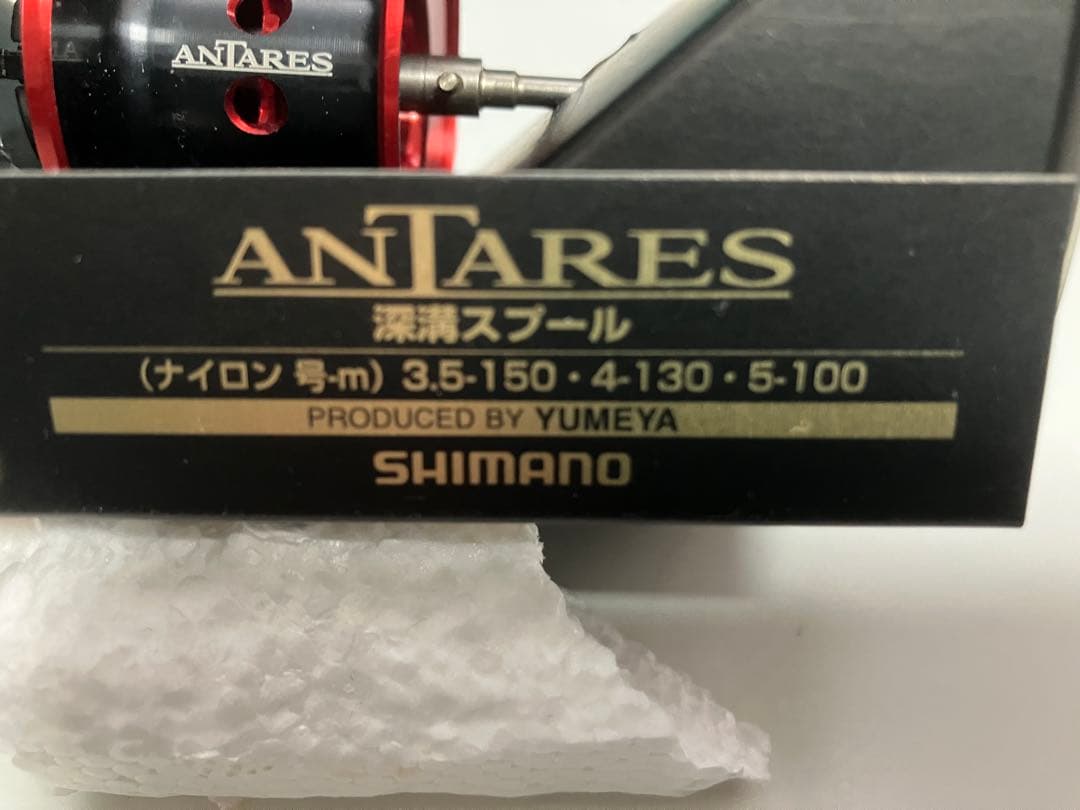 ANTARES
ANTARES
深溝スプール
(ナイロン 号-m) 3.5-150・4-130・5-100
PRODUCED BY YUMEYA
SHIMANO